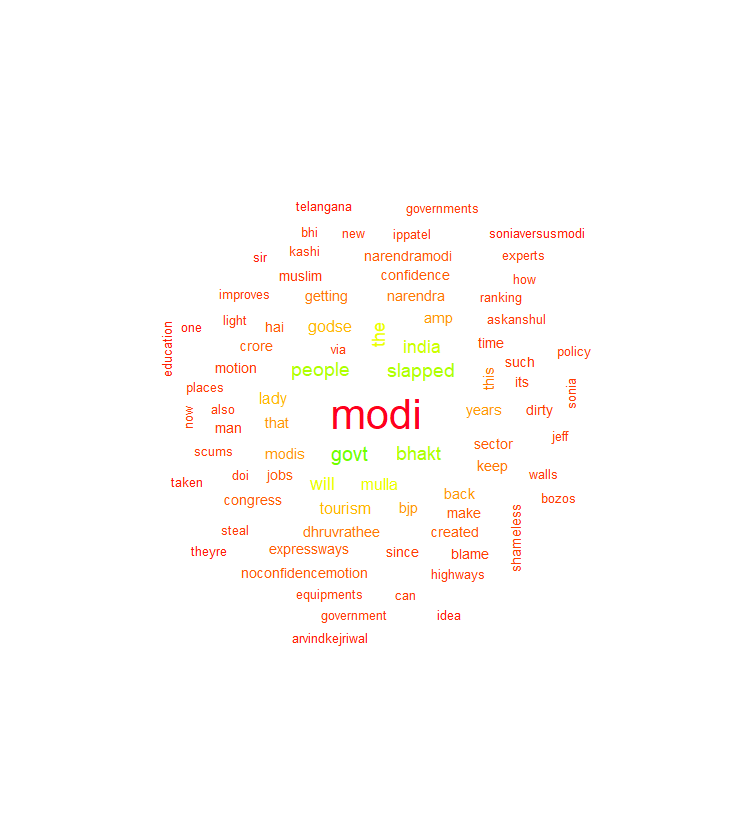 telangana governments
bhi new ippatel soniaversusmodi
sir kashi narendramodi experts
muslim confidence how
improves getting narendra ranking
one light hai godse the amp askanshul
education crore via india time policy
motion people slapped this such its
places lady sonia
now also man that modi years dirty
scums modis govt bhakt sector jeff
taken doi jobs will mulla keep walls
congress tourism bjp back make bozos
steal dhruvrathee created shameless
theyre expressways since blame
noconfidencemotion highways
equipments can
government idea
arvindkejriwal